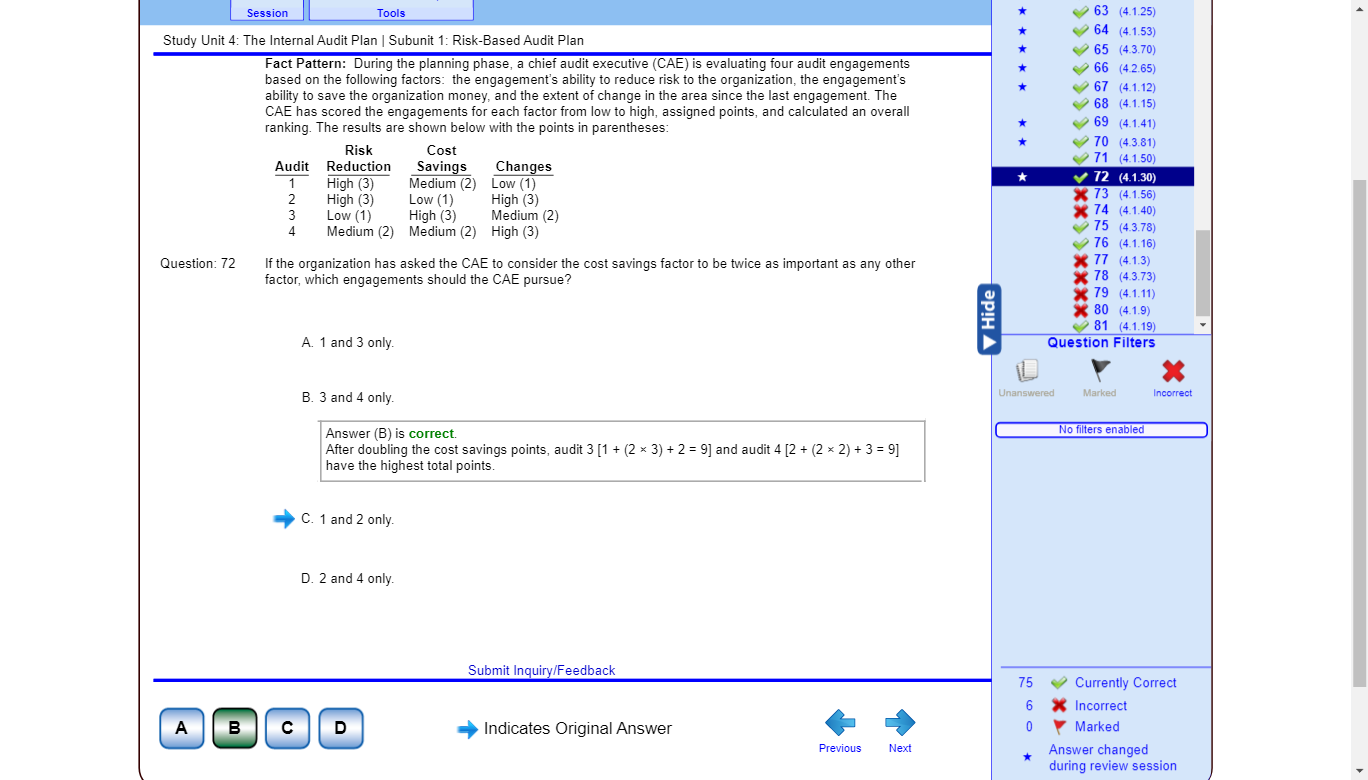 Session
Tools
Study Unit 4: The Internal Audit Plan | Subunit 1: Risk-Based Audit Plan
Fact Pattern: During the planning phase, a chief audit executive (CAE) is evaluating four audit engagements
based on the following factors: the engagement's ability to reduce risk to the organization, the engagement's
ability to save the organization money, and the extent of change in the area since the last engagement. The
CAE has scored the engagements for each factor from low to high, assigned points, and calculated an overall
ranking. The results are shown below with the points in parentheses:
Risk Cost
Audit Reduction Savings Changes
1 High (3) Medium (2) Low (1)
2 High (3) Low (1) High (3)
3 Low (1) High (3) Medium (2)
4 Medium (2) Medium (2) High (3)
Question: 72 If the organization has asked the CAE to consider the cost savings factor to be twice as important as any other
factor, which engagements should the CAE pursue?
A. 1 and 3 only.
B. 3 and 4 only.
Answer (B) is correct.
After doubling the cost savings points, audit 3 [1 + (2 × 3) + 2 = 9] and audit 4 [2 + (2 × 2) + 3 = 9]
have the highest total points.
C. 1 and 2 only.
D. 2 and 4 only.
Submit Inquiry/Feedback
A B C D
Indicates Original Answer
Previous Next
63 (4.1.25)
64 (4.1.53)
65 (4.3.70)
66 (4.2.65)
67 (4.1.12)
68 (4.1.15)
69 (4.1.41)
70 (4.3.81)
71 (4.1.50)
72 (4.1.30)
73 (4.1.56)
74 (4.1.40)
75 (4.3.78)
76 (4.1.16)
77 (4.1.3)
78 (4.3.73)
79 (4.1.11)
80 (4.1.9)
81 (4.1.19)
Hide
Question Filters
Unanswered Marked Incorrect
No filters enabled
75 Currently Correct
6 Incorrect
0 Marked
Answer changed
during review session